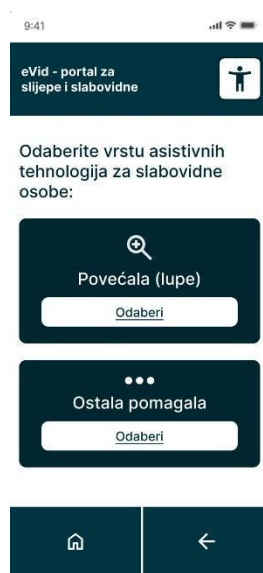 9:41
eVid - portal za
slijepe i slabovidne
Odaberite vrstu asistivnih
tehnologija za slabovidne
osobe:
Povećala (lupe)
Odaberi
Ostala pomagala
Odaberi